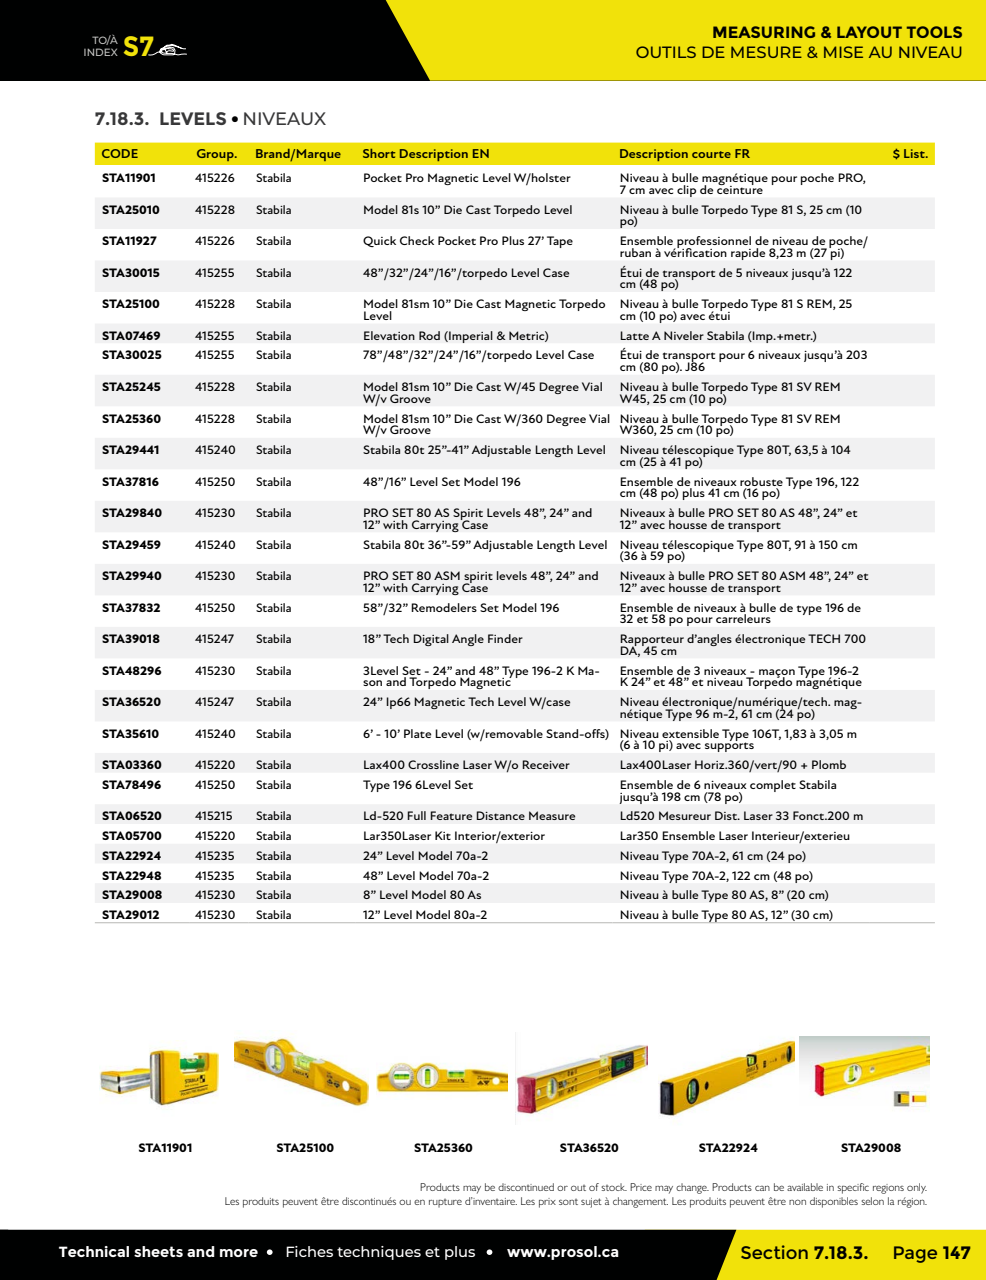 TO/À
INDEX S7
MEASURING & LAYOUT TOOLS
OUTILS DE MESURE & MISE AU NIVEAU
7.18.3. LEVELS • NIVEAUX
CODE Group. Brand/Marque Short Description EN Description courte FR $ List.
STA11901 415226 Stabila Pocket Pro Magnetic Level W/holster Niveau à bulle magnétique pour poche PRO,
7 cm avec clip de ceinture
STA25010 415228 Stabila Model 81s 10” Die Cast Torpedo Level Niveau à bulle Torpedo Type 81 S, 25 cm (10
po)
STA11927 415226 Stabila Quick Check Pocket Pro Plus 27’ Tape Ensemble professionnel de niveau de poche/
ruban à vérification rapide 8,23 m (27 pi)
STA30015 415255 Stabila 48”/32”/24”/16”/torpedo Level Case Étui de transport de 5 niveaux jusqu’à 122
cm (48 po)
STA25100 415228 Stabila Model 81sm 10” Die Cast Magnetic Torpedo Niveau à bulle Torpedo Type 81 S REM, 25
Level cm (10 po) avec étui
STA07469 415255 Stabila Elevation Rod (Imperial & Metric) Latte A Niveler Stabila (Imp.+metr.)
STA30025 415255 Stabila 78”/48”/32”/24”/16”/torpedo Level Case Étui de transport pour 6 niveaux jusqu’à 203
cm (80 po). J86
STA25245 415228 Stabila Model 81sm 10” Die Cast W/45 Degree Vial Niveau à bulle Torpedo Type 81 SV REM
W/v Groove W45, 25 cm (10 po)
STA25360 415228 Stabila Model 81sm 10” Die Cast W/360 Degree Vial Niveau à bulle Torpedo Type 81 SV REM
W/v Groove W360, 25 cm (10 po)
STA29441 415240 Stabila Stabila 80t 25”-41” Adjustable Length Level Niveau télescopique Type 80T, 63,5 à 104
cm (25 à 41 po)
STA37816 415250 Stabila 48”/16” Level Set Model 196 Ensemble de niveaux robuste Type 196, 122
cm (48 po) plus 41 cm (16 po)
STA29840 415230 Stabila PRO SET 80 AS Spirit Levels 48”, 24” and Niveaux à bulle PRO SET 80 AS 48”, 24” et
12” with Carrying Case 12” avec housse de transport
STA29459 415240 Stabila Stabila 80t 36”-59” Adjustable Length Level Niveau télescopique Type 80T, 91 à 150 cm
(36 à 59 po)
STA29940 415230 Stabila PRO SET 80 ASM spirit levels 48”, 24” and Niveaux à bulle PRO SET 80 ASM 48”, 24” et
12” with Carrying Case 12” avec housse de transport
STA37832 415250 Stabila 58”/32” Remodelers Set Model 196 Ensemble de niveaux à bulle de type 196 de
32 et 58 po pour carreleurs
STA39018 415247 Stabila 18” Tech Digital Angle Finder Rapporteur d’angles électronique TECH 700
DA, 45 cm
STA48296 415230 Stabila 3Level Set - 24” and 48” Type 196-2 K Ma- Ensemble de 3 niveaux - maçon Type 196-2
son and Torpedo Magnetic K 24” et 48” et niveau Torpedo magnétique
STA36520 415247 Stabila 24” Ip66 Magnetic Tech Level W/case Niveau électronique/numérique/tech. mag-
nétique Type 96 m-2, 61 cm (24 po)
STA35610 415240 Stabila 6’ - 10’ Plate Level (w/removable Stand-offs) Niveau extensible Type 106T, 1,83 à 3,05 m
(6 à 10 pi) avec supports
STA03360 415220 Stabila Lax400 Crossline Laser W/o Receiver Lax400Laser Horiz.360/vert/90 + Plomb
STA78496 415250 Stabila Type 196 6Level Set Ensemble de 6 niveaux complet Stabila
jusqu’à 198 cm (78 po)
STA06520 415215 Stabila Ld-520 Full Feature Distance Measure Ld520 Mesureur Dist. Laser 33 Fonct.200 m
STA05700 415220 Stabila Lar350Laser Kit Interior/exterior Lar350 Ensemble Laser Interieur/exterieu
STA22924 415235 Stabila 24” Level Model 70a-2 Niveau Type 70A-2, 61 cm (24 po)
STA22948 415235 Stabila 48” Level Model 70a-2 Niveau Type 70A-2, 122 cm (48 po)
STA29008 415230 Stabila 8” Level Model 80 As Niveau à bulle Type 80 AS, 8” (20 cm)
STA29012 415230 Stabila 12” Level Model 80a-2 Niveau à bulle Type 80 AS, 12” (30 cm)
STA11901 STA25100 STA25360 STA36520 STA22924 STA29008
Products may be discontinued or out of stock. Price may change. Products can be available in specific regions only.
Les produits peuvent être discontinués ou en rupture d’inventaire. Les prix sont sujet à changement. Les produits peuvent être non disponibles selon la région.
Technical sheets and more • Fiches techniques et plus • www.prosol.ca
Section 7.18.3. Page 147